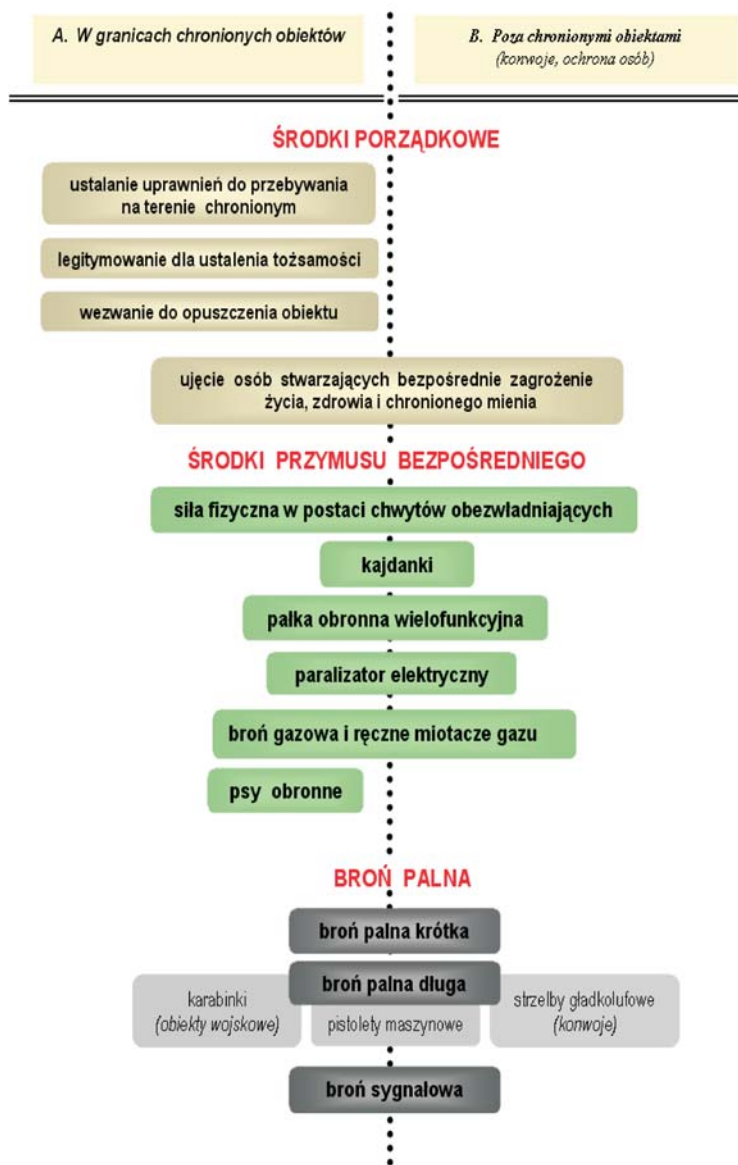 A. W granicach chronionych obiektów
B. Poza chronionymi obiektami
(konwoje, ochrona osób)
ŚRODKI PORZĄDKOWE
ustalanie uprawnień do przebywania
na terenie chronionym
legitymowanie dla ustalenia tożsamości
wezwanie do opuszczenia obiektu
ujęcie osób stwarzających bezpośrednie zagrożenie
życia, zdrowia i chronionego mienia
ŚRODKI PRZYMUSU BEZPOŚREDNIEGO
siła fizyczna w postaci chwytów obezwładniających
kajdanki
pałka obronna wielofunkcyjna
paralizator elektryczny
broń gazowa i ręczne miotacze gazu
psy obronne
BROŃ PALNA
broń palna krótka
broń palna długa
karabinki
(obiekty wojskowe)
pistolety maszynowe
strzelby gładkolufowe
(konwoje)
broń sygnałowa